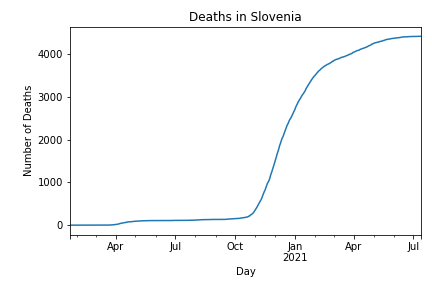 Deaths in Slovenia
Number of Deaths
4000
3000
2000
1000
0
Apr Jul Oct Jan Apr Jul
2021
Day